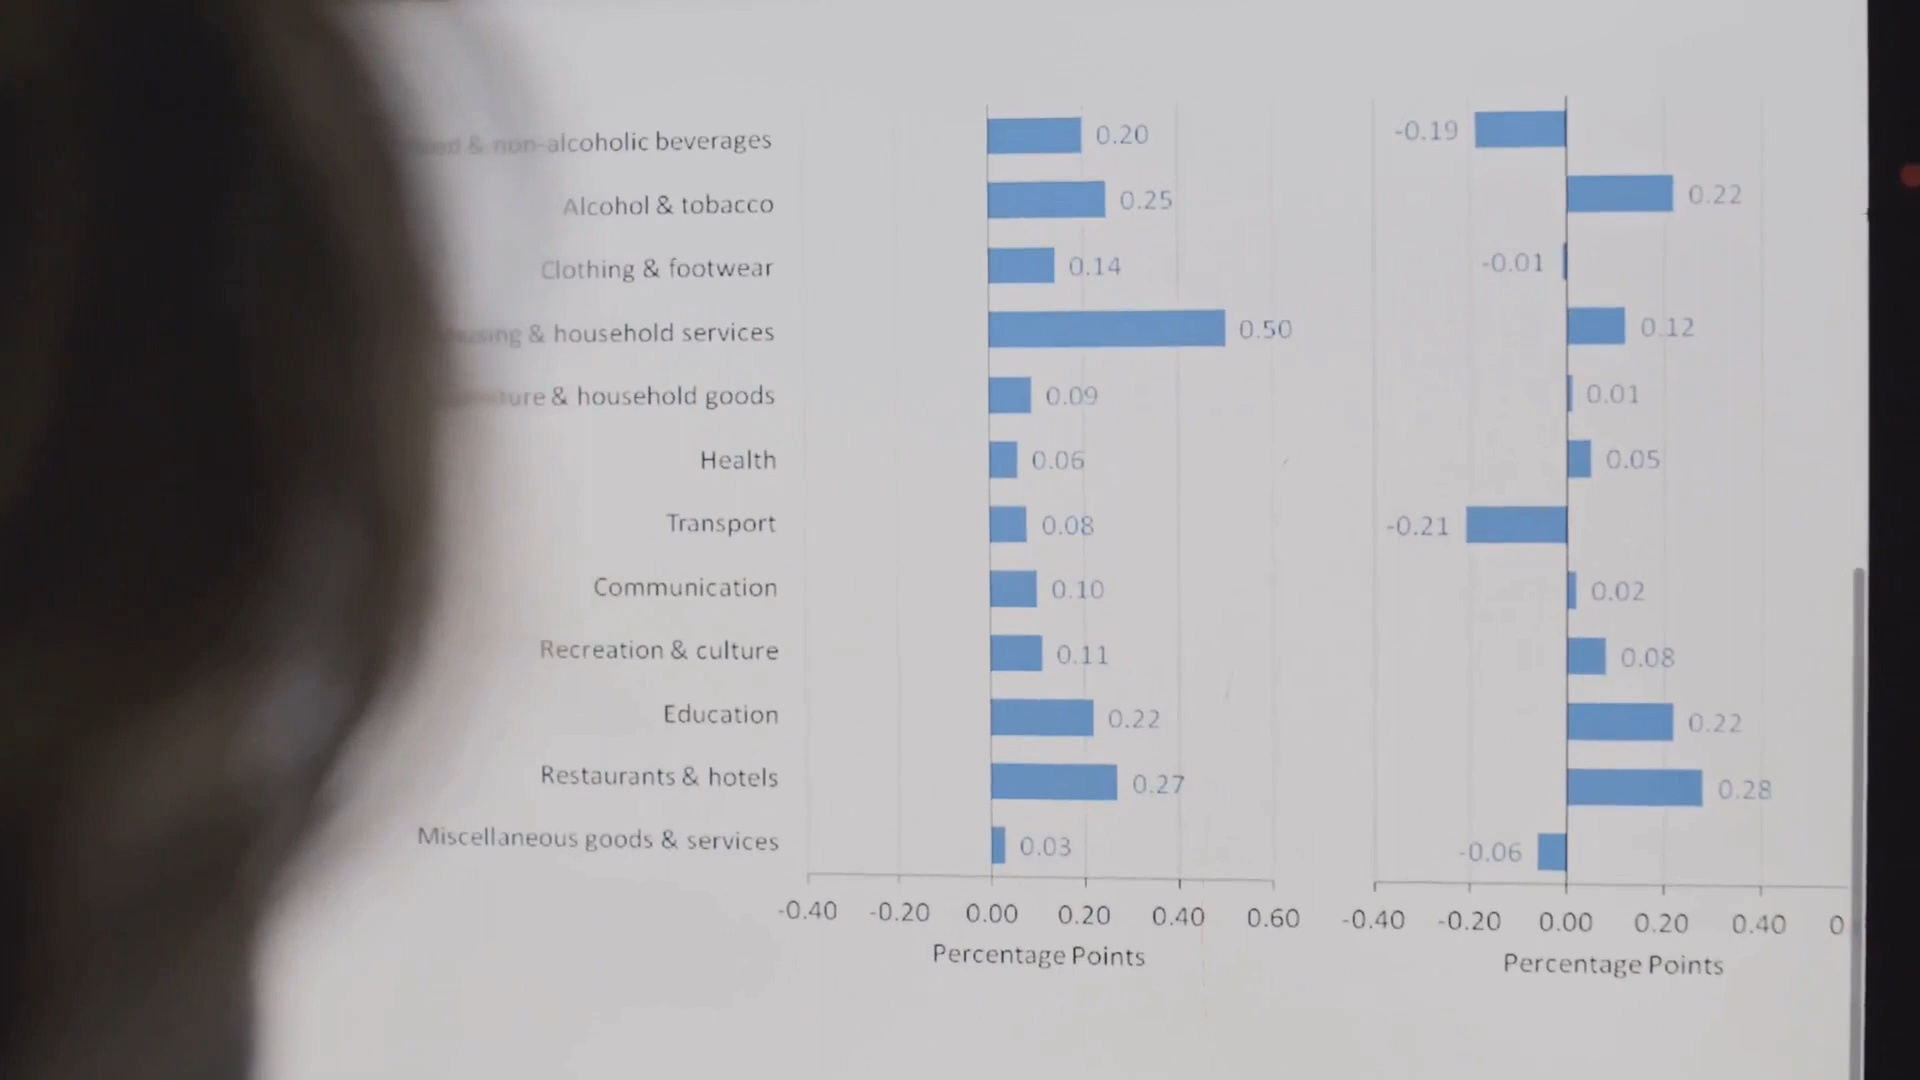 & non-alcoholic beverages 0.20 -0.19
Alcohol & tobacco 0.25 0.22
Clothing & footwear 0.14 -0.01
& household services 0.50 0.12
& household goods 0.09 0.01
Health 0.06 0.05
Transport 0.08 -0.21
Communication 0.10 0.02
Recreation & culture 0.11 0.08
Education 0.22 0.22
Restaurants & hotels 0.27 0.28
Miscellaneous goods & services 0.03 -0.06
-0.40 -0.20 0.00 0.20 0.40 0.60 -0.40 -0.20 0.00 0.20 0.40 0
Percentage Points Percentage Points